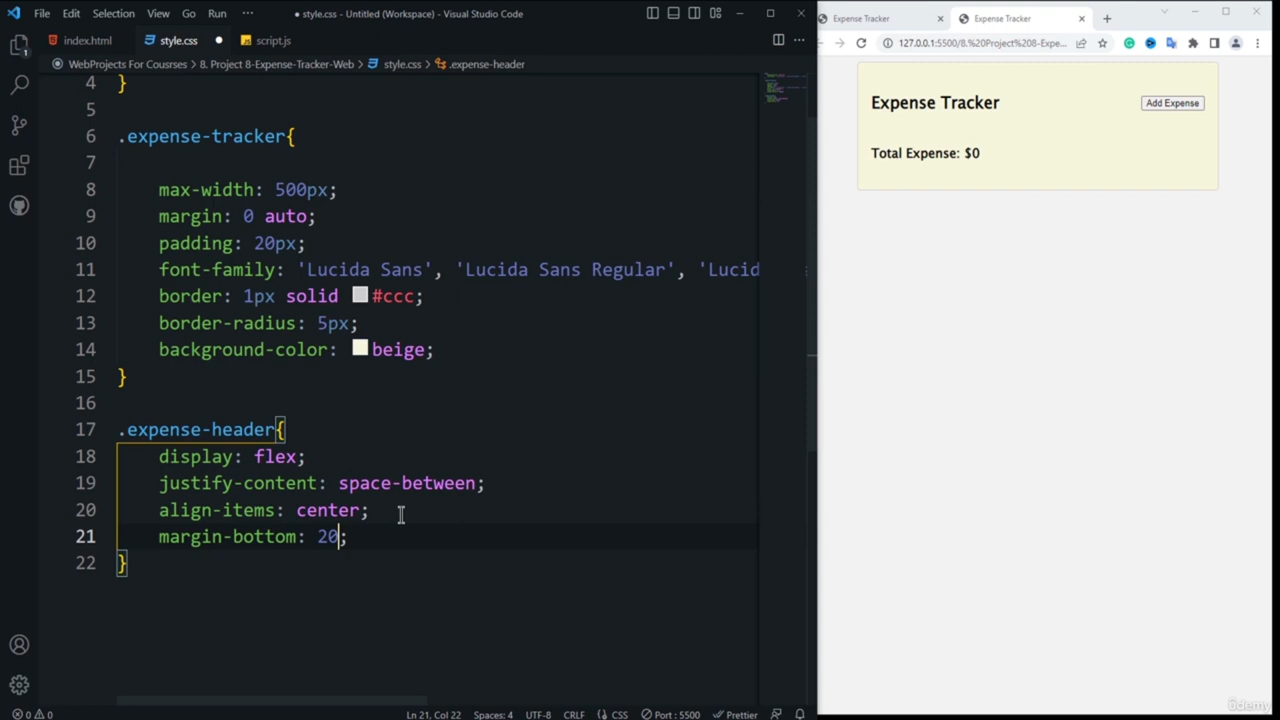 File Edit Selection View Go Run ··· ● style.css - Untitled (Workspace) - Visual Studio Code
index.html style.css ● script.js
WebProjects For Coursres > 8. Project 8-Expense-Tracker-Web > style.css > .expense-header
4 }
5
6 .expense-tracker{
7
8 max-width: 500px;
9 margin: 0 auto;
10 padding: 20px;
11 font-family: 'Lucida Sans', 'Lucida Sans Regular', 'Lucid
12 border: 1px solid #ccc;
13 border-radius: 5px;
14 background-color: beige;
15 }
16
17 .expense-header{
18 display: flex;
19 justify-content: space-between;
20 align-items: center;
21 margin-bottom: 20;
22 }
1
0 0 Ln 21, Col 22 Spaces: 4 UTF-8 CRLF {} CSS Port : 5500 Prettier
Expense Tracker Expense Tracker
127.0.0.1:5500/8.%20Project%208-Expe...
Expense Tracker Add Expense
Total Expense: $0
ûdemy